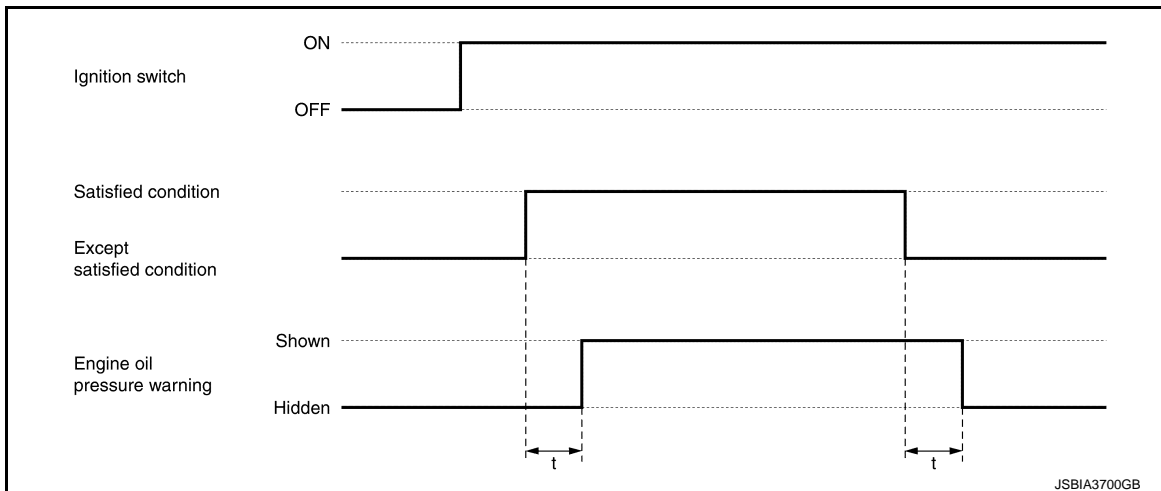 ON
Ignition switch
OFF
Satisfied condition
Except
satisfied condition
Shown
Engine oil
pressure warning
Hidden
t
t
JSBIA3700GB